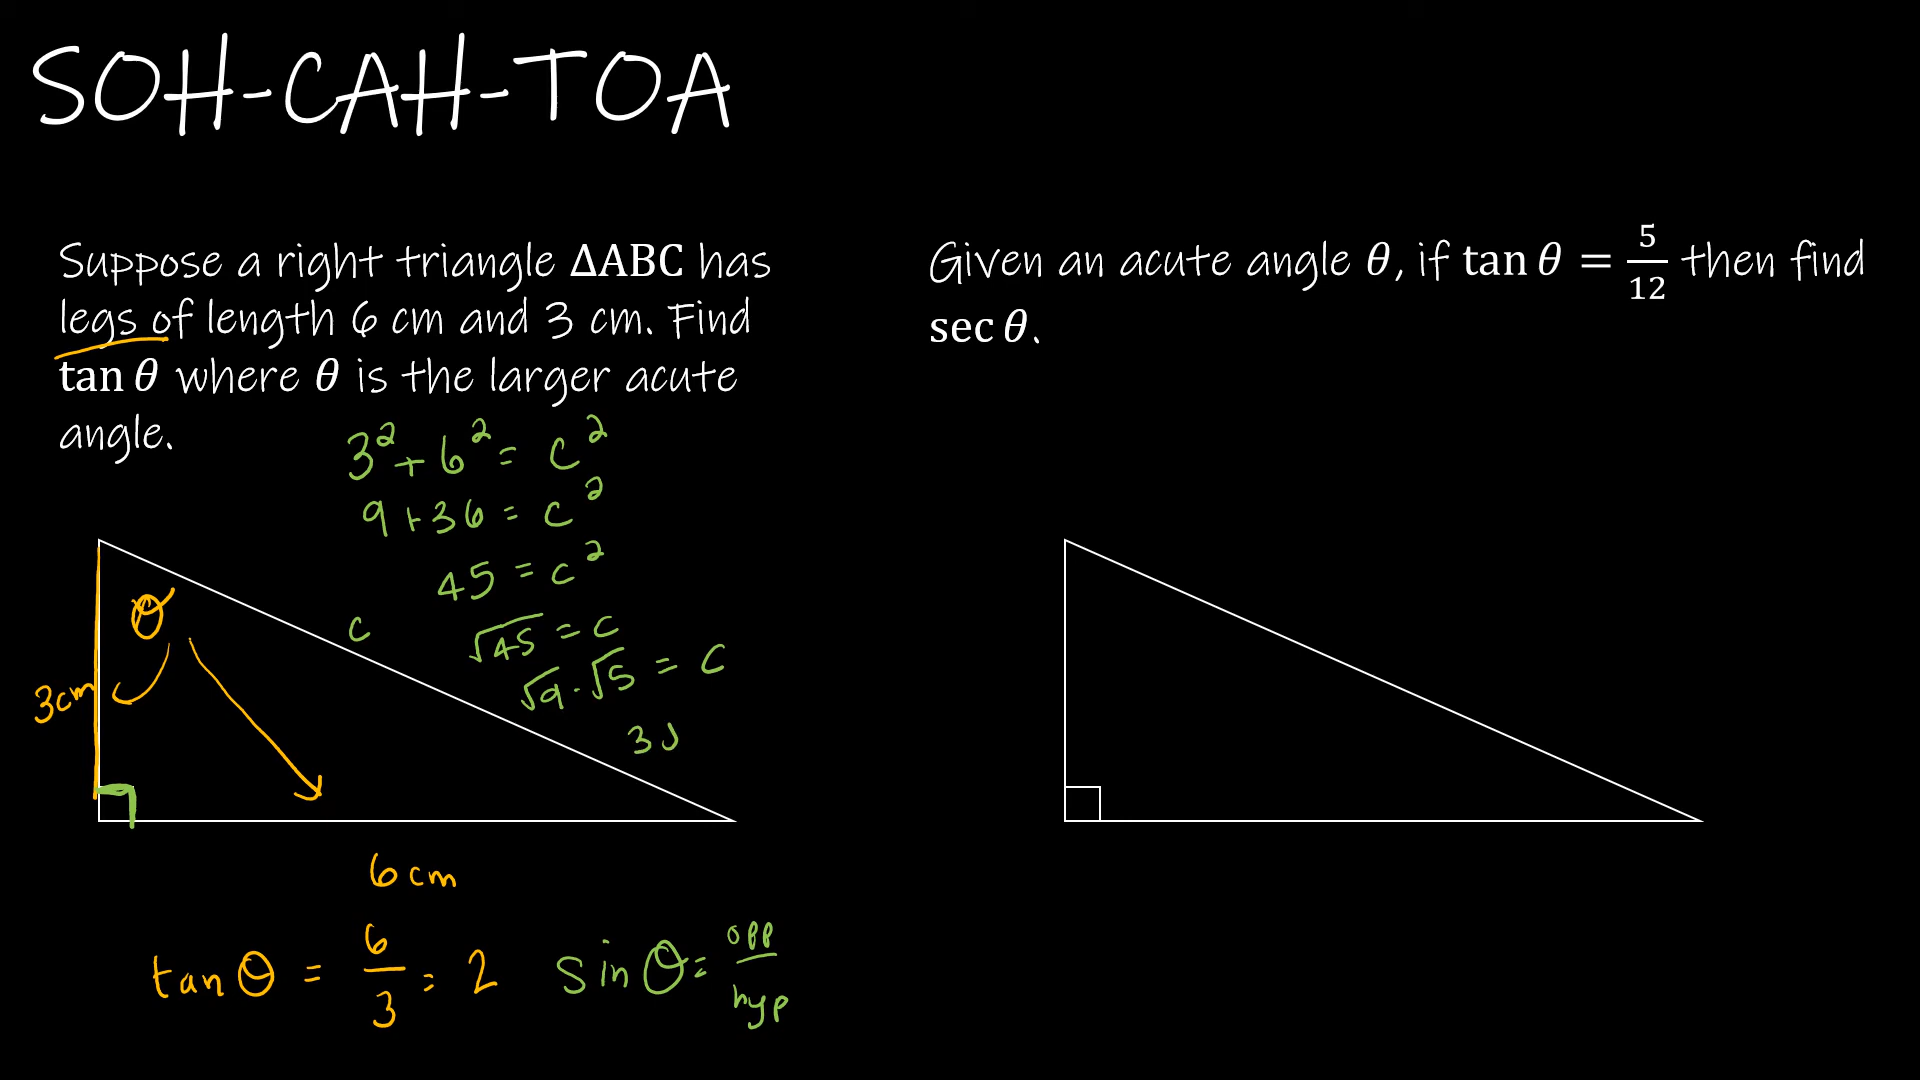 SOH-CAH-TOA
Suppose a right triangle ΔABC has
legs of length 6 cm and 3 cm. Find
tan θ where θ is the larger acute
angle.
3² + 6² = c²
9 + 36 = c²
45 = c²
√45 = c
√9 · √5 = c
3
θ
c
3cm
6 cm
tan θ = 6/3 = 2
sin θ = opp/hyp
Given an acute angle θ, if tan θ = 5/12 then find
sec θ.